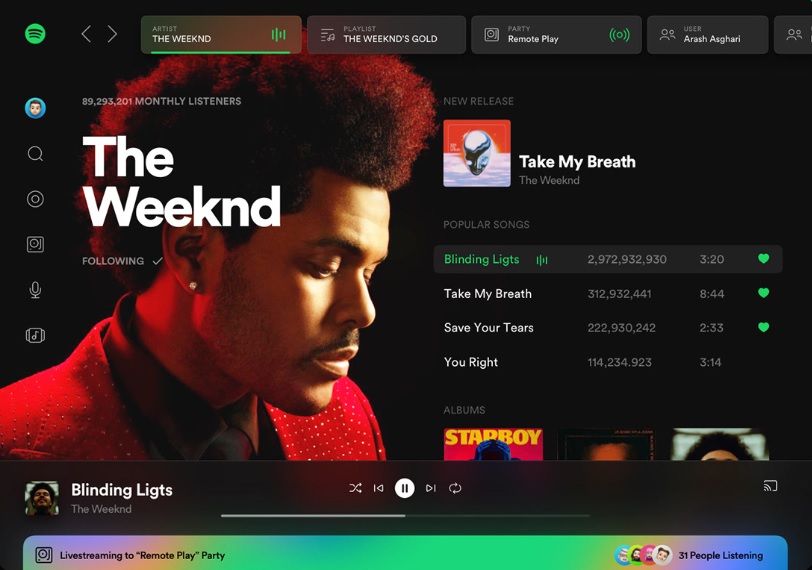 ARTIST
THE WEEKND
PLAYLIST
THE WEEKND'S GOLD
PARTY
Remote Play
USER
Arash Asghari
89,293,201 MONTHLY LISTENERS
The
Weeknd
FOLLOWING
NEW RELEASE
Take My Breath
The Weeknd
POPULAR SONGS
Blinding Ligts 2,972,932,930 3:20
Take My Breath 312,932,441 8:44
Save Your Tears 222,930,242 2:33
You Right 114,234.923 3:14
ALBUMS
STARBOY
Blinding Ligts
The Weeknd
Livestreaming to “Remote Play” Party
31 People Listening